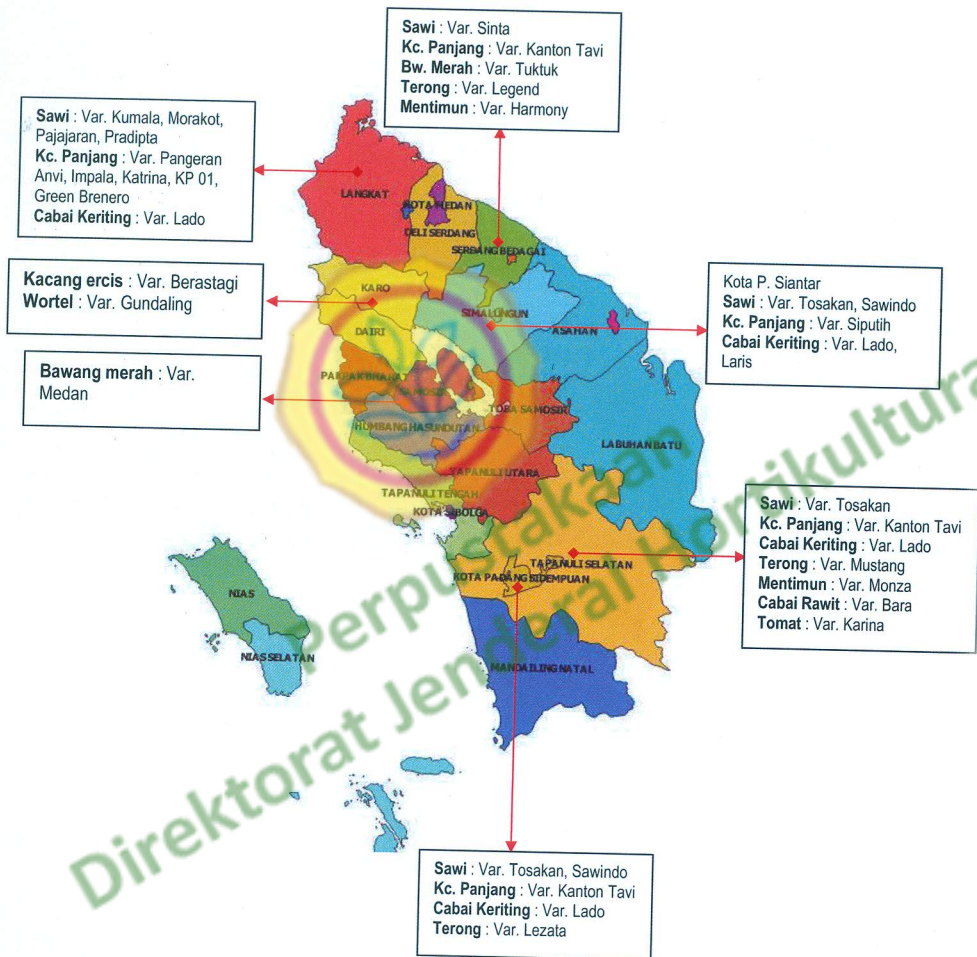 Sawi : Var. Sinta
Kc. Panjang : Var. Kanton Tavi
Bw. Merah : Var. Tuktuk
Terong : Var. Legend
Mentimun : Var. Harmony
Sawi : Var. Kumala, Morakot,
Pajajaran, Pradipta
Kc. Panjang : Var. Pangeran
Anvi, Impala, Katrina, KP 01,
Green Brenero
Cabai Keriting : Var. Lado
Kacang ercis : Var. Berastagi
Wortel : Var. Gundaling
Bawang merah : Var.
Medan
Kota P. Siantar
Sawi : Var. Tosakan, Sawindo
Kc. Panjang : Var. Siputih
Cabai Keriting : Var. Lado,
Laris
Sawi : Var. Tosakan
Kc. Panjang : Var. Kanton Tavi
Cabai Keriting : Var. Lado
Terong : Var. Mustang
Mentimun : Var. Monza
Cabai Rawit : Var. Bara
Tomat : Var. Karina
Sawi : Var. Tosakan, Sawindo
Kc. Panjang : Var. Kanton Tavi
Cabai Keriting : Var. Lado
Terong : Var. Lezata
LANGKAT
KOTA MEDAN
DELI SERDANG
SERDANG BEDAGAI
KARO
SIMALUNGUN
ASAHAN
DAIRI
PAKPAK BHARAT
SAMOSIR
TOBA SAMOSIR
HUMBANG HASUNDUTAN
LABUHAN BATU
TAPANULI UTARA
TAPANULI TENGAH
KOTA SIBOLGA
TAPANULI SELATAN
KOTA PADANG SIDEMPUAN
NIAS
NIAS SELATAN
MANDAILING NATAL
Perpustakaan
Direktorat Jenderal Hortikultura